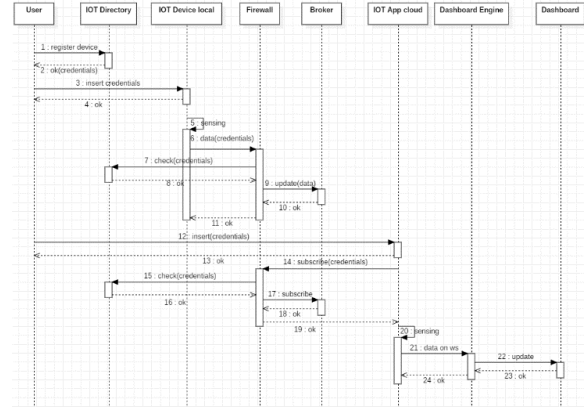 User
IOT Directory
IOT Device local
Firewall
Broker
IOT App cloud
Dashboard Engine
Dashboard
1 : register device
2 : ok(credentials)
3 : insert credentials
4 : ok
5 : sensing
6 : data(credentials)
7 : check(credentials)
8 : ok
9 : update(data)
10 : ok
11 : ok
12 : insert(credentials)
13 : ok
14 : subscribe(credentials)
15 : check(credentials)
16 : ok
17 : subscribe
18 : ok
19 : ok
20 : sensing
21 : data on ws
22 : update
23 : ok
24 : ok